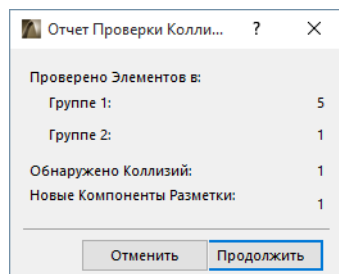 Отчет Проверки Колли... ?
Проверено Элементов в:
Группе 1: 5
Группе 2: 1
Обнаружено Коллизий: 1
Новые Компоненты Разметки: 1
Отменить Продолжить